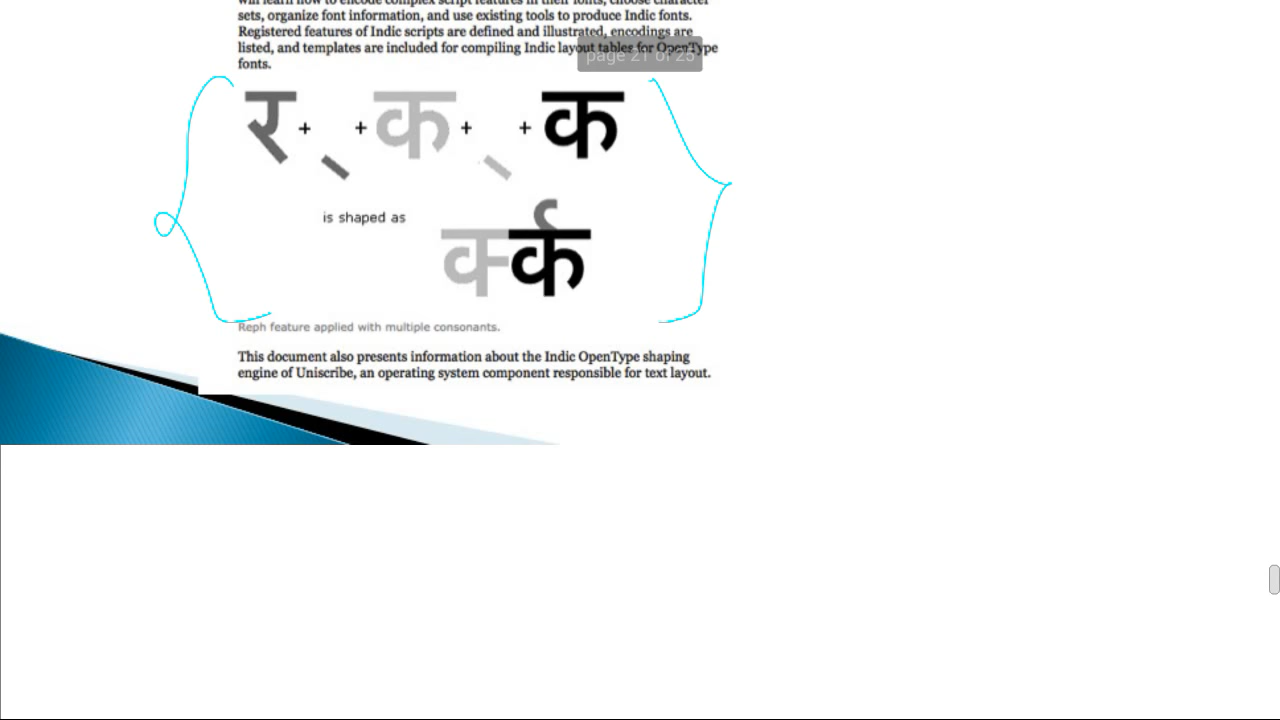 will learn how to encode complex script features in their fonts, choose character
sets, organize font information, and use existing tools to produce Indic fonts.
Registered features of Indic scripts are defined and illustrated, encodings are
listed, and templates are included for compiling Indic layout tables for OpenType
fonts.
page 21 of 25
र + ् + क + ् + क
is shaped as
र्क्क
Reph feature applied with multiple consonants.
This document also presents information about the Indic OpenType shaping
engine of Uniscribe, an operating system component responsible for text layout.